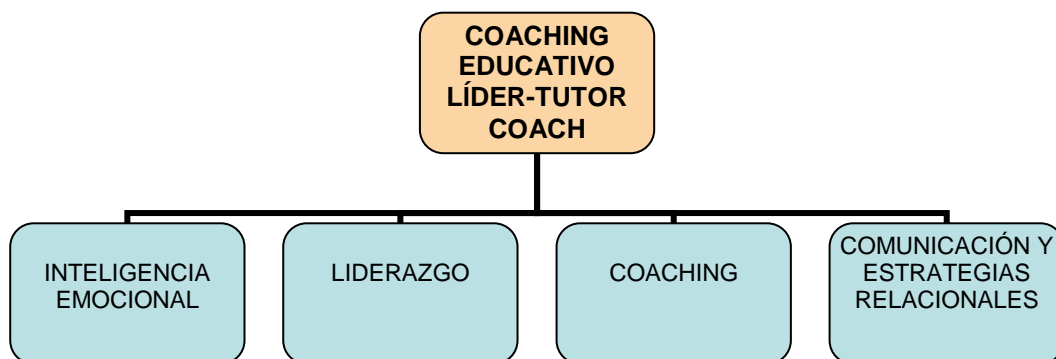 COACHING
EDUCATIVO
LÍDER-TUTOR
COACH
INTELIGENCIA
EMOCIONAL
LIDERAZGO
COACHING
COMUNICACIÓN Y
ESTRATEGIAS
RELACIONALES